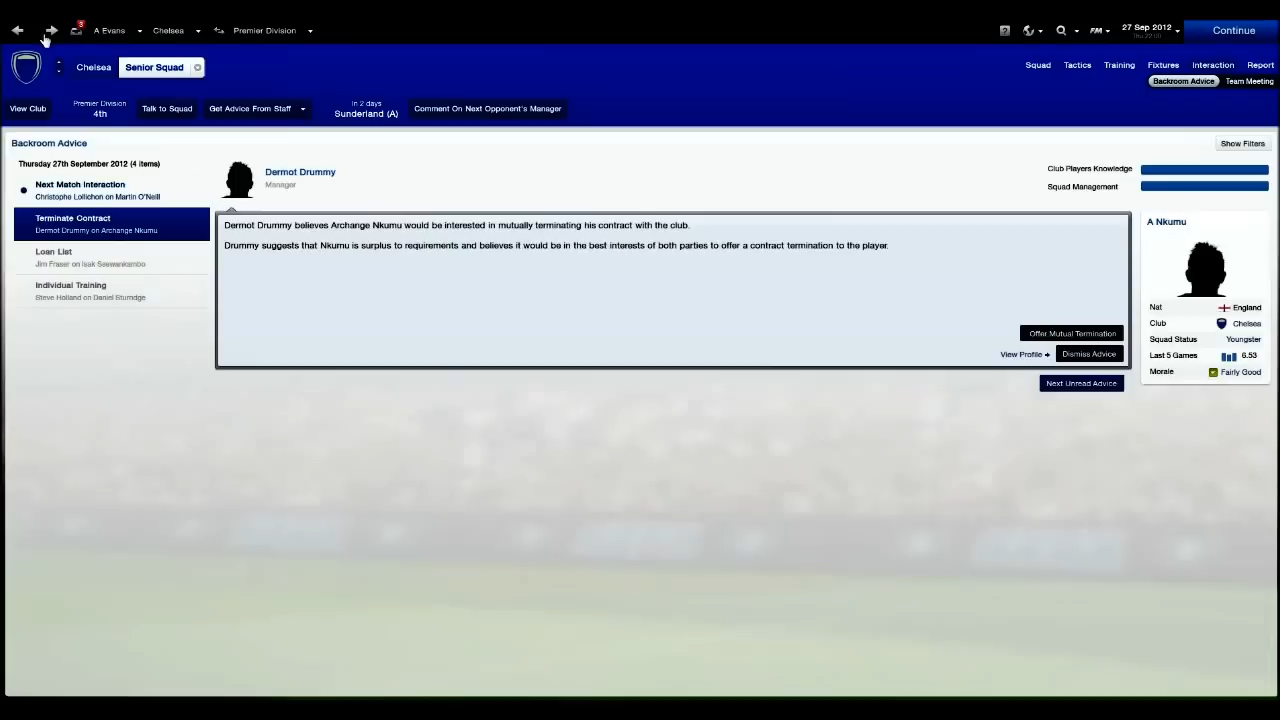 3
A Evans
Chelsea
Premier Division
FM
27 Sep 2012
Thu 22:00
Continue
Chelsea
Senior Squad
Squad
Tactics
Training
Fixtures
Interaction
Report
Backroom Advice
Team Meeting
View Club
Premier Division
4th
Talk to Squad
Get Advice From Staff
In 2 days
Sunderland (A)
Comment On Next Opponent's Manager
Backroom Advice
Show Filters
Thursday 27th September 2012 (4 items)
Next Match Interaction
Christophe Lollichon on Martin O'Neill
Terminate Contract
Dermot Drummy on Archange Nkumu
Loan List
Jim Fraser on Isak Ssewankambo
Individual Training
Steve Holland on Daniel Sturridge
Dermot Drummy
Manager
Club Players Knowledge
Squad Management
Dermot Drummy believes Archange Nkumu would be interested in mutually terminating his contract with the club.
Drummy suggests that Nkumu is surplus to requirements and believes it would be in the best interests of both parties to offer a contract termination to the player.
Offer Mutual Termination
View Profile
Dismiss Advice
Next Unread Advice
A Nkumu
Nat England
Club Chelsea
Squad Status Youngster
Last 5 Games 6.53
Morale Fairly Good